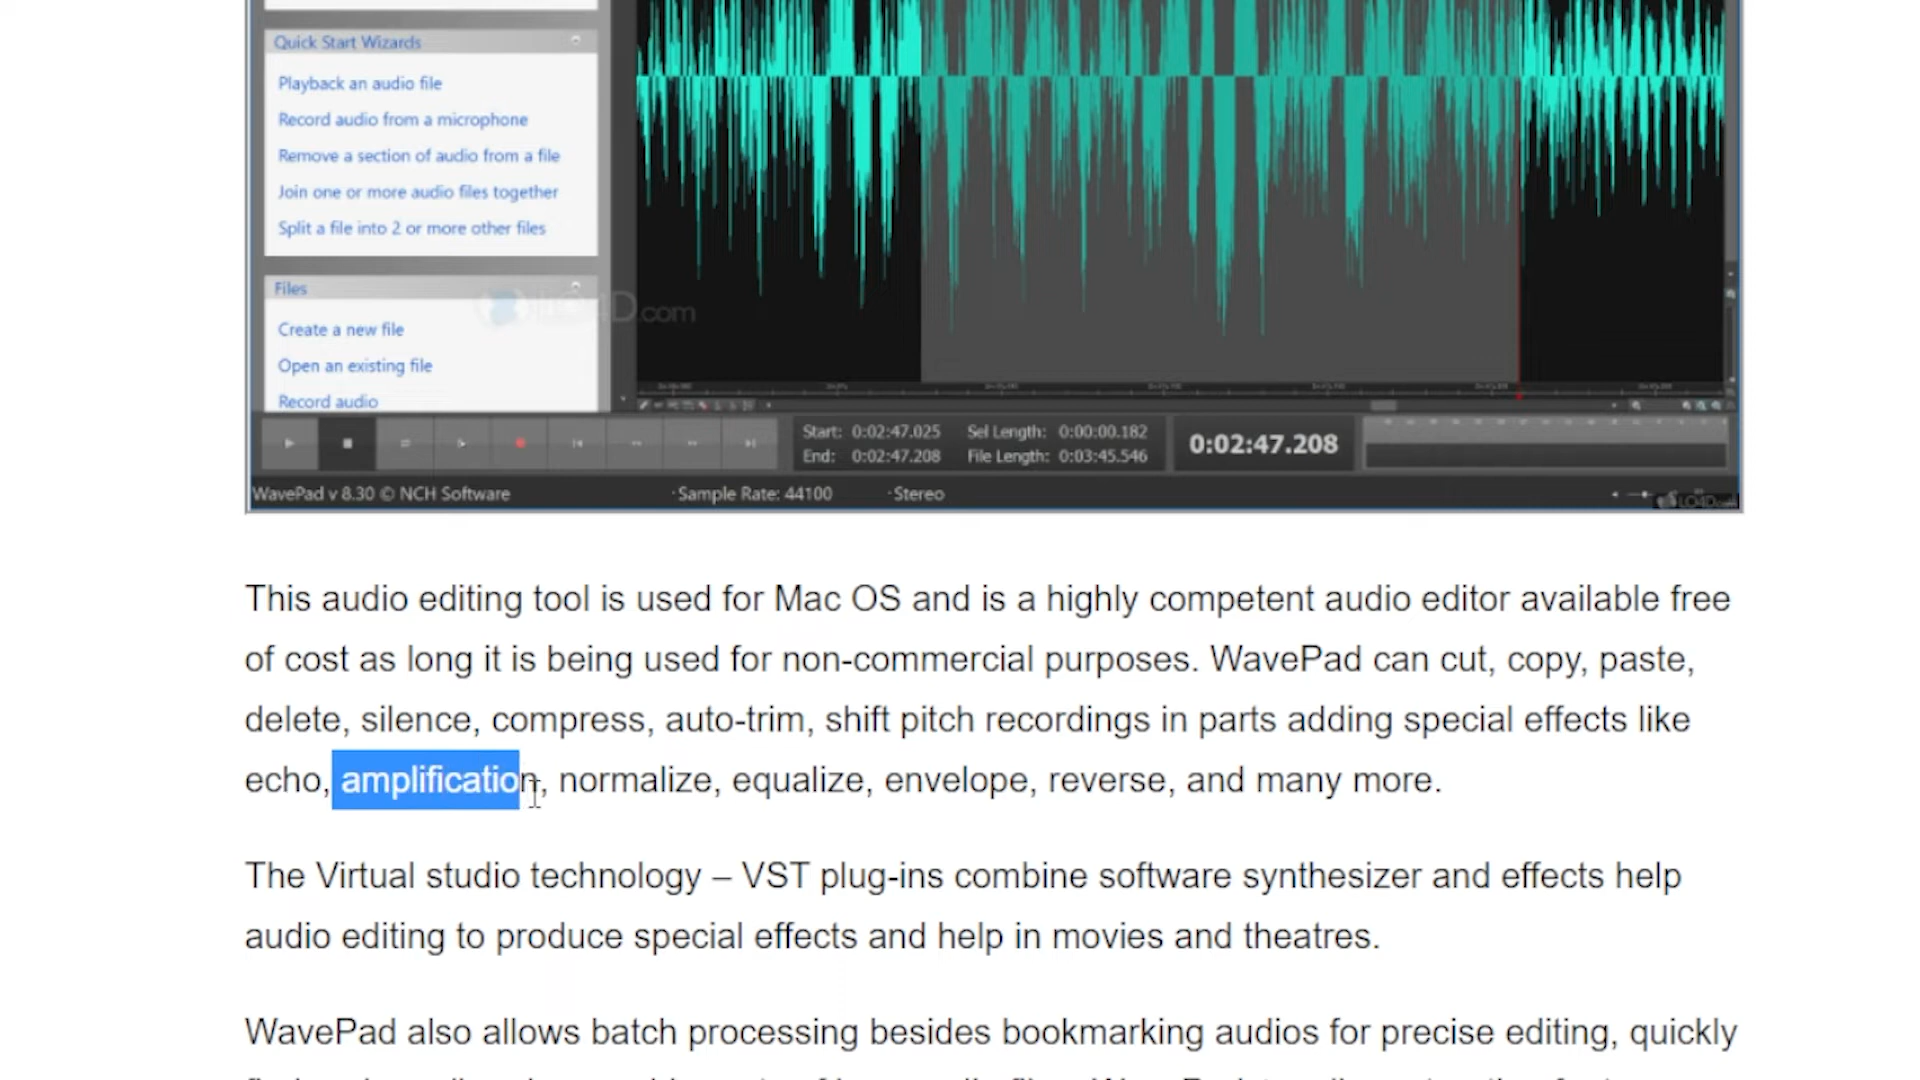 Quick Start Wizards
Playback an audio file
Record audio from a microphone
Remove a section of audio from a file
Join one or more audio files together
Split a file into 2 or more other files
Files
Create a new file
Open an existing file
Record audio
LO4D.com
Start: 0:02:47.025 Sel Length: 0:00:00.182
End: 0:02:47.208 File Length: 0:03:45.546
0:02:47.208
WavePad v 8.30 © NCH Software Sample Rate: 44100 Stereo
LO4D.com
This audio editing tool is used for Mac OS and is a highly competent audio editor available free
of cost as long it is being used for non-commercial purposes. WavePad can cut, copy, paste,
delete, silence, compress, auto-trim, shift pitch recordings in parts adding special effects like
echo, amplification, normalize, equalize, envelope, reverse, and many more.
The Virtual studio technology – VST plug-ins combine software synthesizer and effects help
audio editing to produce special effects and help in movies and theatres.
WavePad also allows batch processing besides bookmarking audios for precise editing, quickly